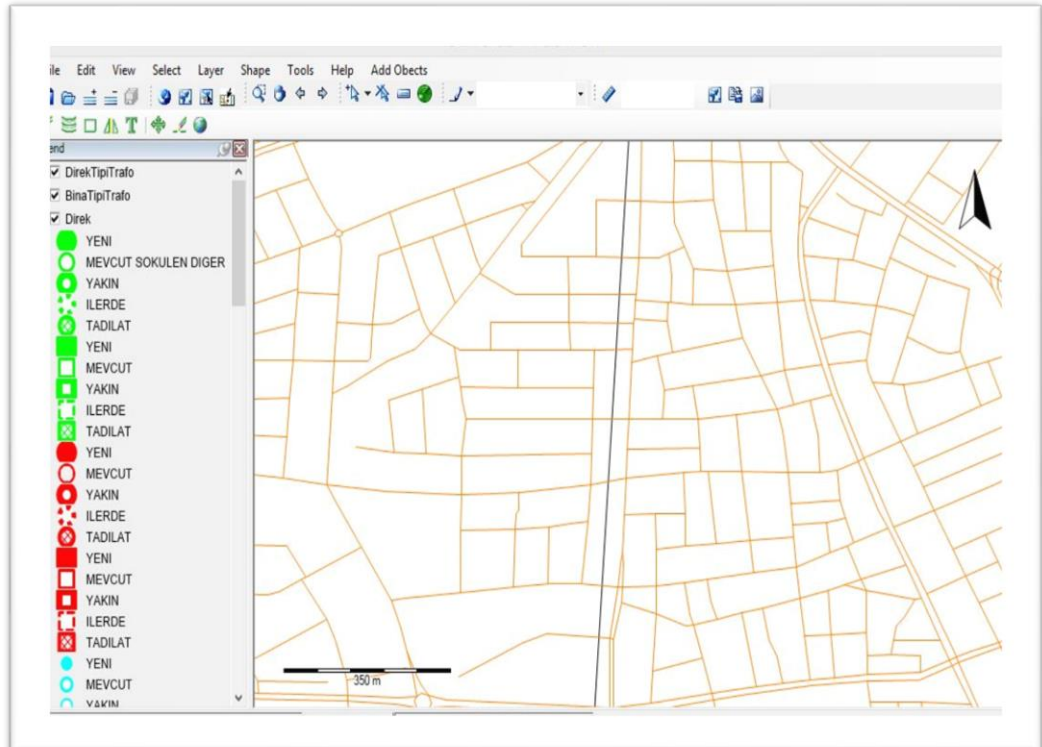 ile Edit View Select Layer Shape Tools Help Add Obects
T
end
DirekTipiTrafo
BinaTipiTrafo
Direk
YENI
MEVCUT SOKULEN DIGER
YAKIN
ILERDE
TADILAT
YENI
MEVCUT
YAKIN
ILERDE
TADILAT
YENI
MEVCUT
YAKIN
ILERDE
TADILAT
YENI
MEVCUT
YAKIN
ILERDE
TADILAT
YENI
MEVCUT
YAKIN
350 m